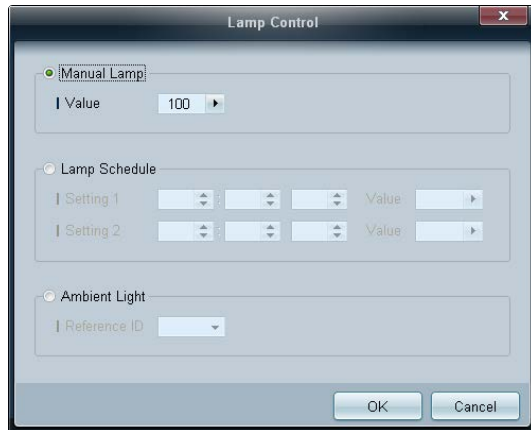 Lamp Control
x
Manual Lamp
Value 100
Lamp Schedule
Setting 1 : Value
Setting 2 : Value
Ambient Light
Reference ID
OK Cancel